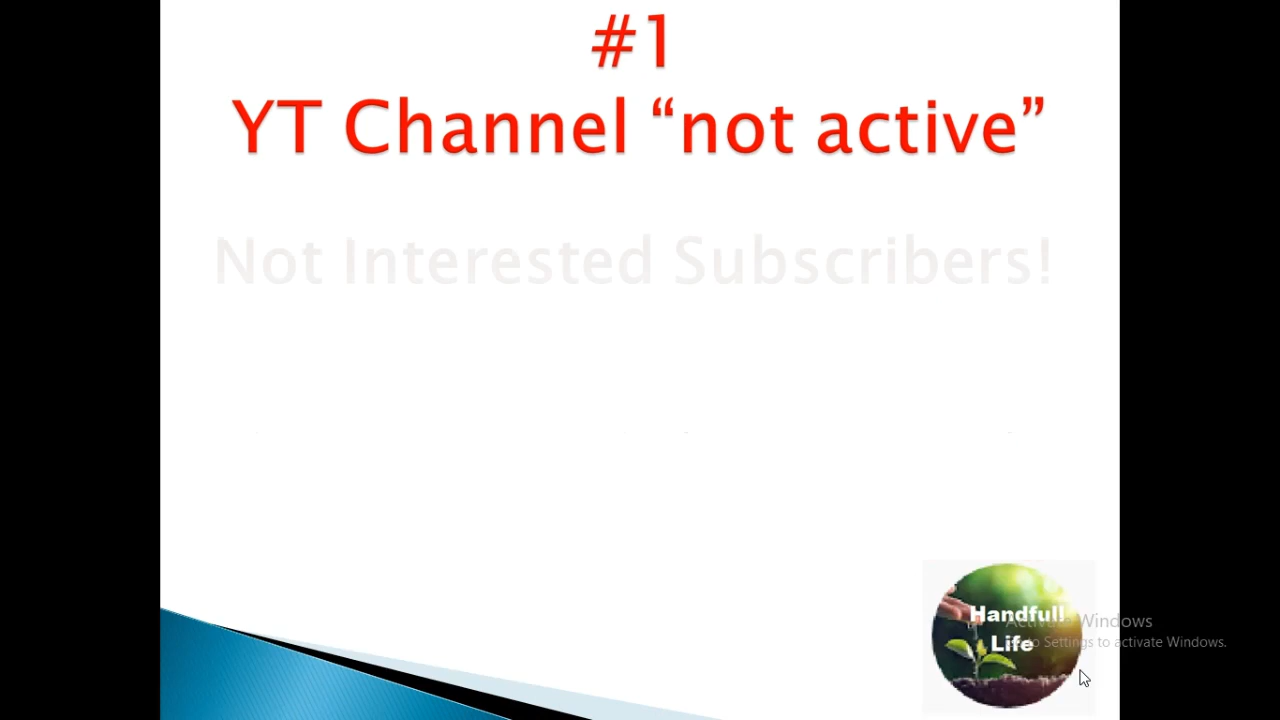 #1
YT Channel “not active”
Not Interested Subscribers!
Handfull
Life
Activate Windows
Go to Settings to activate Windows.